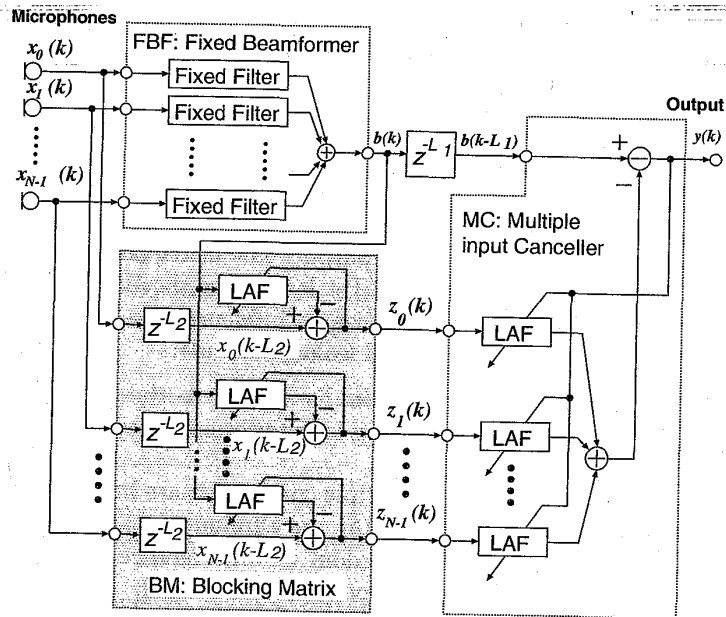 Microphones
FBF: Fixed Beamformer
x0(k)
Fixed Filter
x1(k)
Fixed Filter
Output
b(k)
z^-L1
b(k-L1)
+
y(k)
−
xN-1 (k)
Fixed Filter
MC: Multiple
input Canceller
LAF
−
+
z^-L2
x0(k-L2)
z0(k)
LAF
LAF
−
+
z^-L2
x1(k-L2)
z1(k)
LAF
LAF
−
+
z^-L2
xN-1(k-L2)
zN-1(k)
LAF
BM: Blocking Matrix